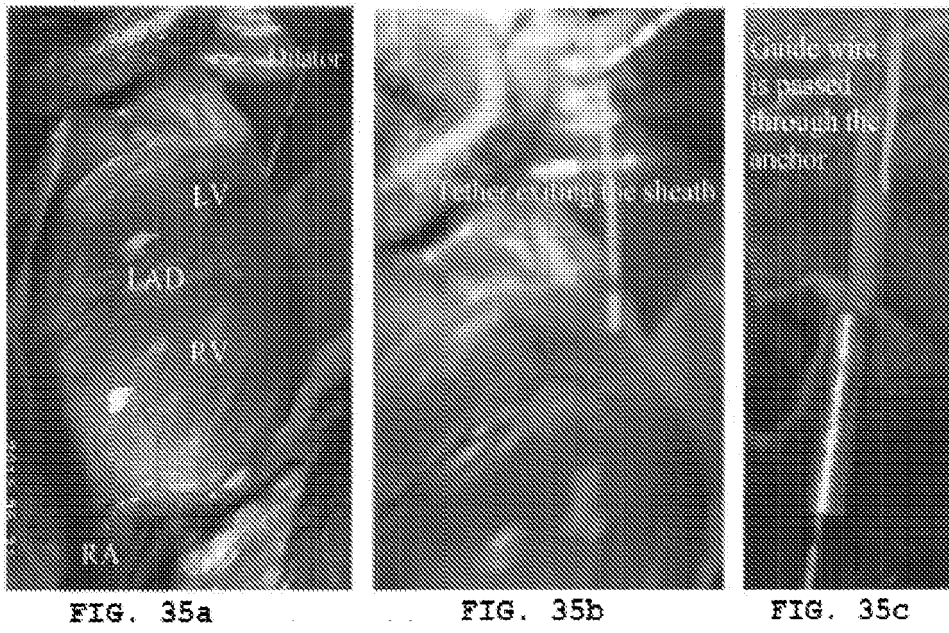 Dilator
LV
LAD
RV
RA
Tether exiting the sheath
Guide wire
is passed
through the
anchor
FIG. 35a
FIG. 35b
FIG. 35c